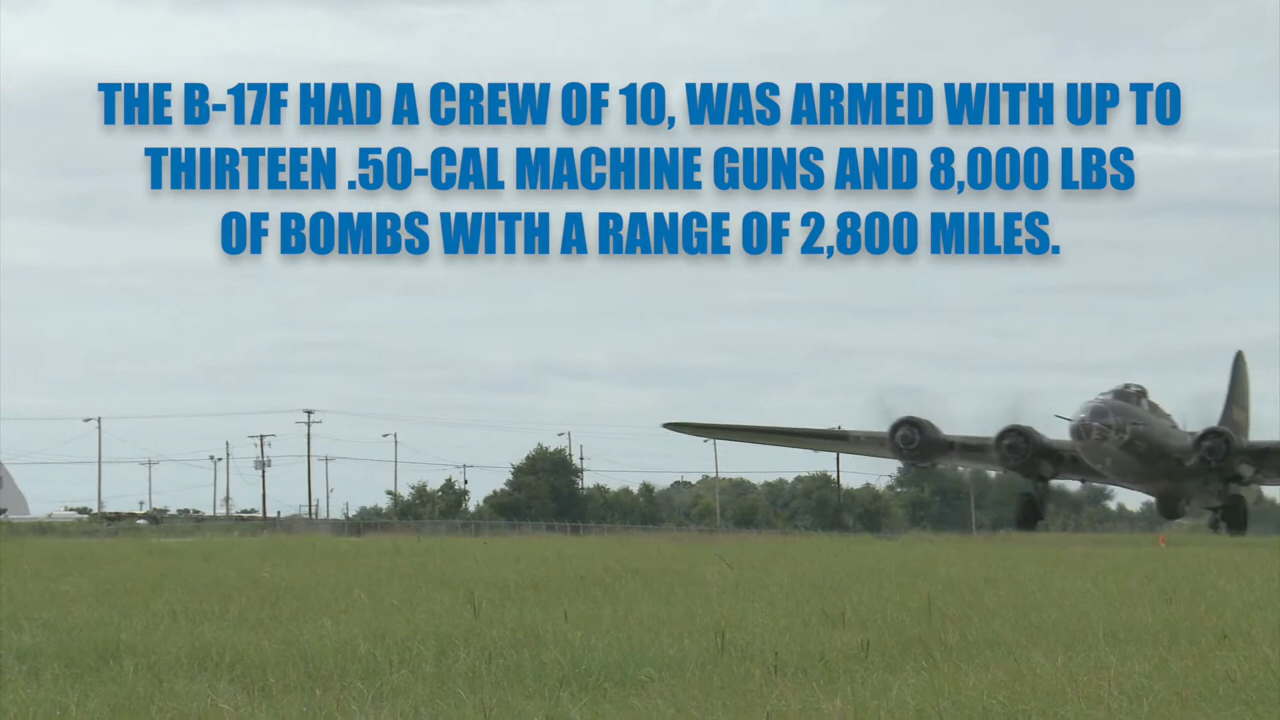 THE B-17F HAD A CREW OF 10, WAS ARMED WITH UP TO
THIRTEEN .50-CAL MACHINE GUNS AND 8,000 LBS
OF BOMBS WITH A RANGE OF 2,800 MILES.